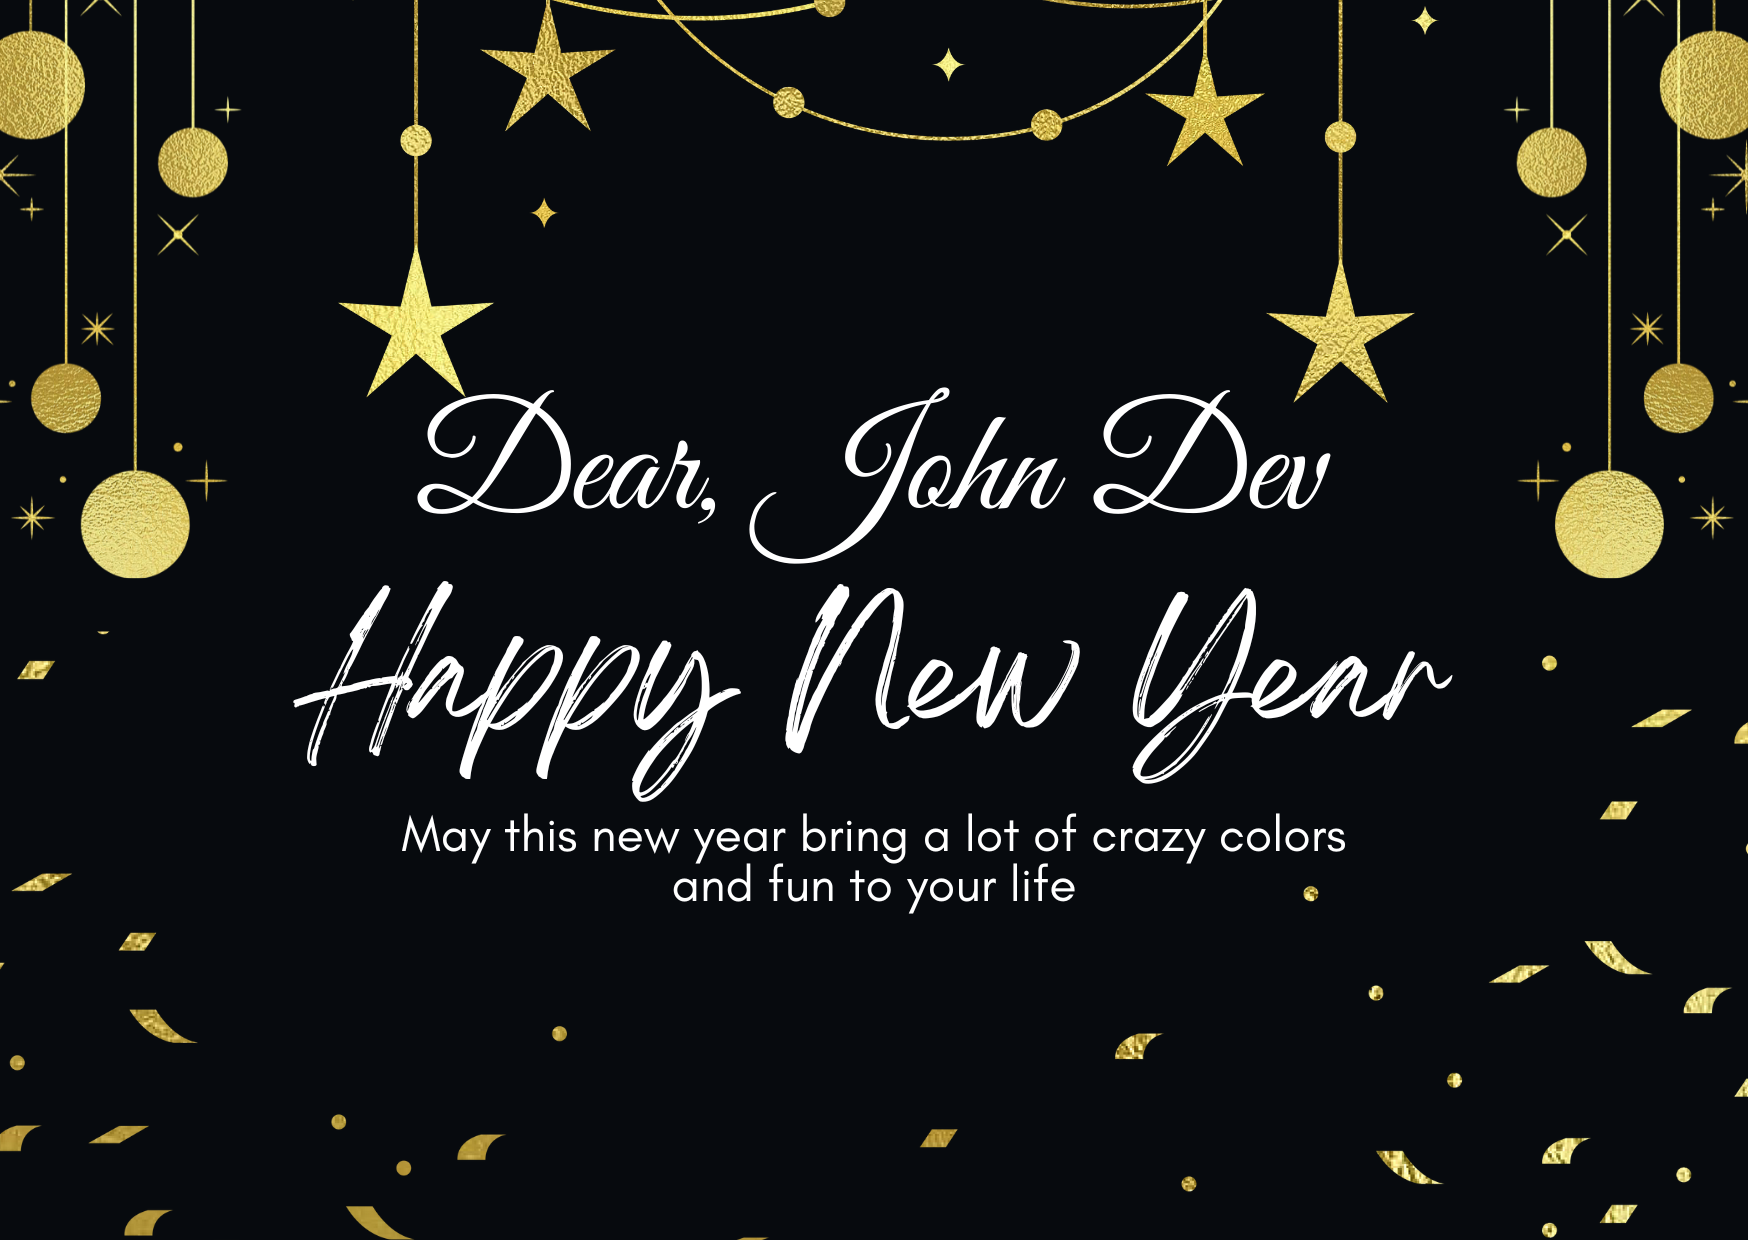 Dear, John Dev
Happy New Year
May this new year bring a lot of crazy colors
and fun to your life